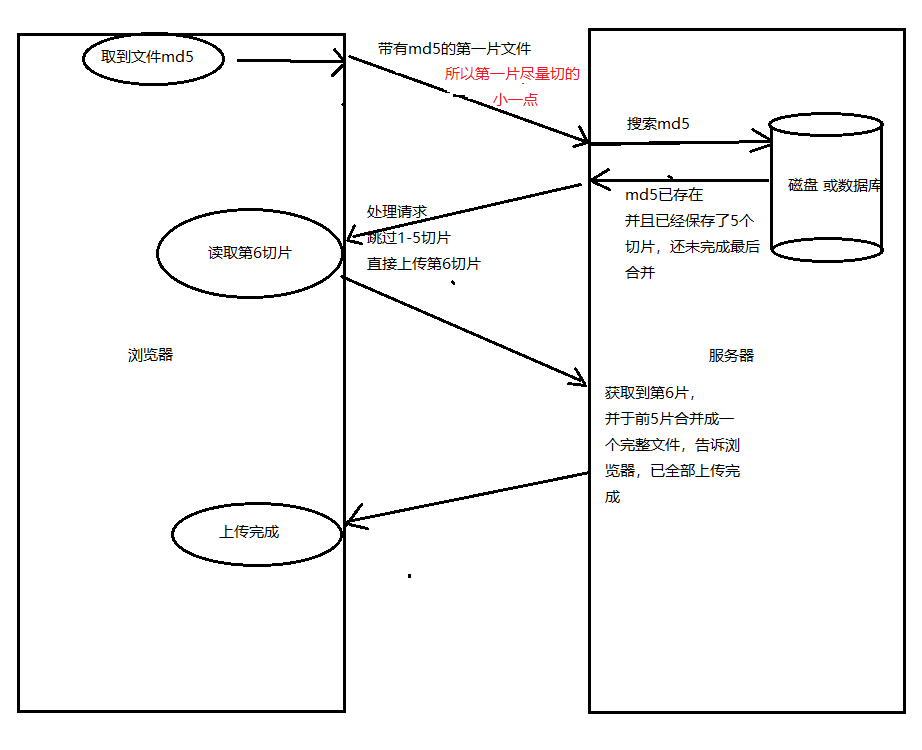 取到文件md5
带有md5的第一片文件
所以第一片尽量切的
小一点
搜索md5
磁盘 或数据库
md5已存在
并且已经保存了5个
切片，还未完成最后
合并
处理请求
跳过1-5切片
直接上传第6切片
读取第6切片
浏览器
服务器
获取到第6片，
并于前5片合并成一
个完整文件，告诉浏
览器，已全部上传完
成
上传完成